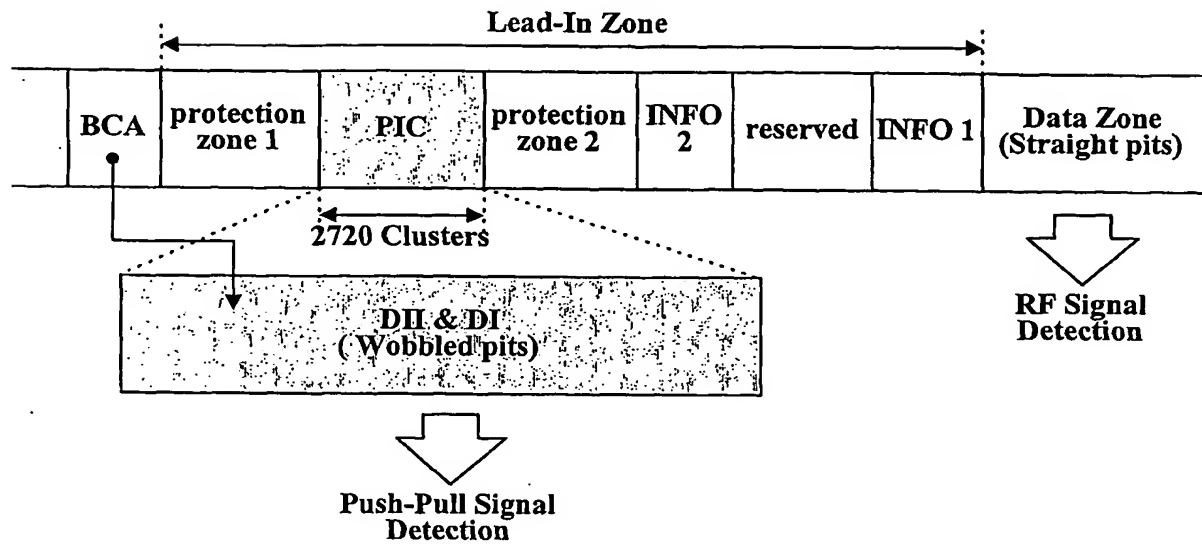 Lead-In Zone
BCA
protection
zone 1
PIC
protection
zone 2
INFO
2
reserved
INFO 1
Data Zone
(Straight pits)
2720 Clusters
DII & DI
( Wobbled pits)
RF Signal
Detection
Push-Pull Signal
Detection